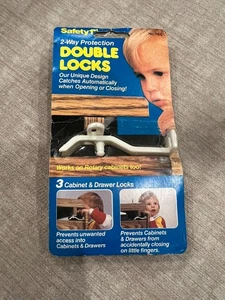 Safety 1st
2-Way Protection
DOUBLE
LOCKS
Our Unique Design
Catches Automatically
when Opening or Closing!
Works on Rotary cabinets too!
3 Cabinet & Drawer Locks
Prevents unwanted
access into
Cabinets & Drawers
Prevents Cabinets
& Drawers from
accidentally closing
on little fingers.